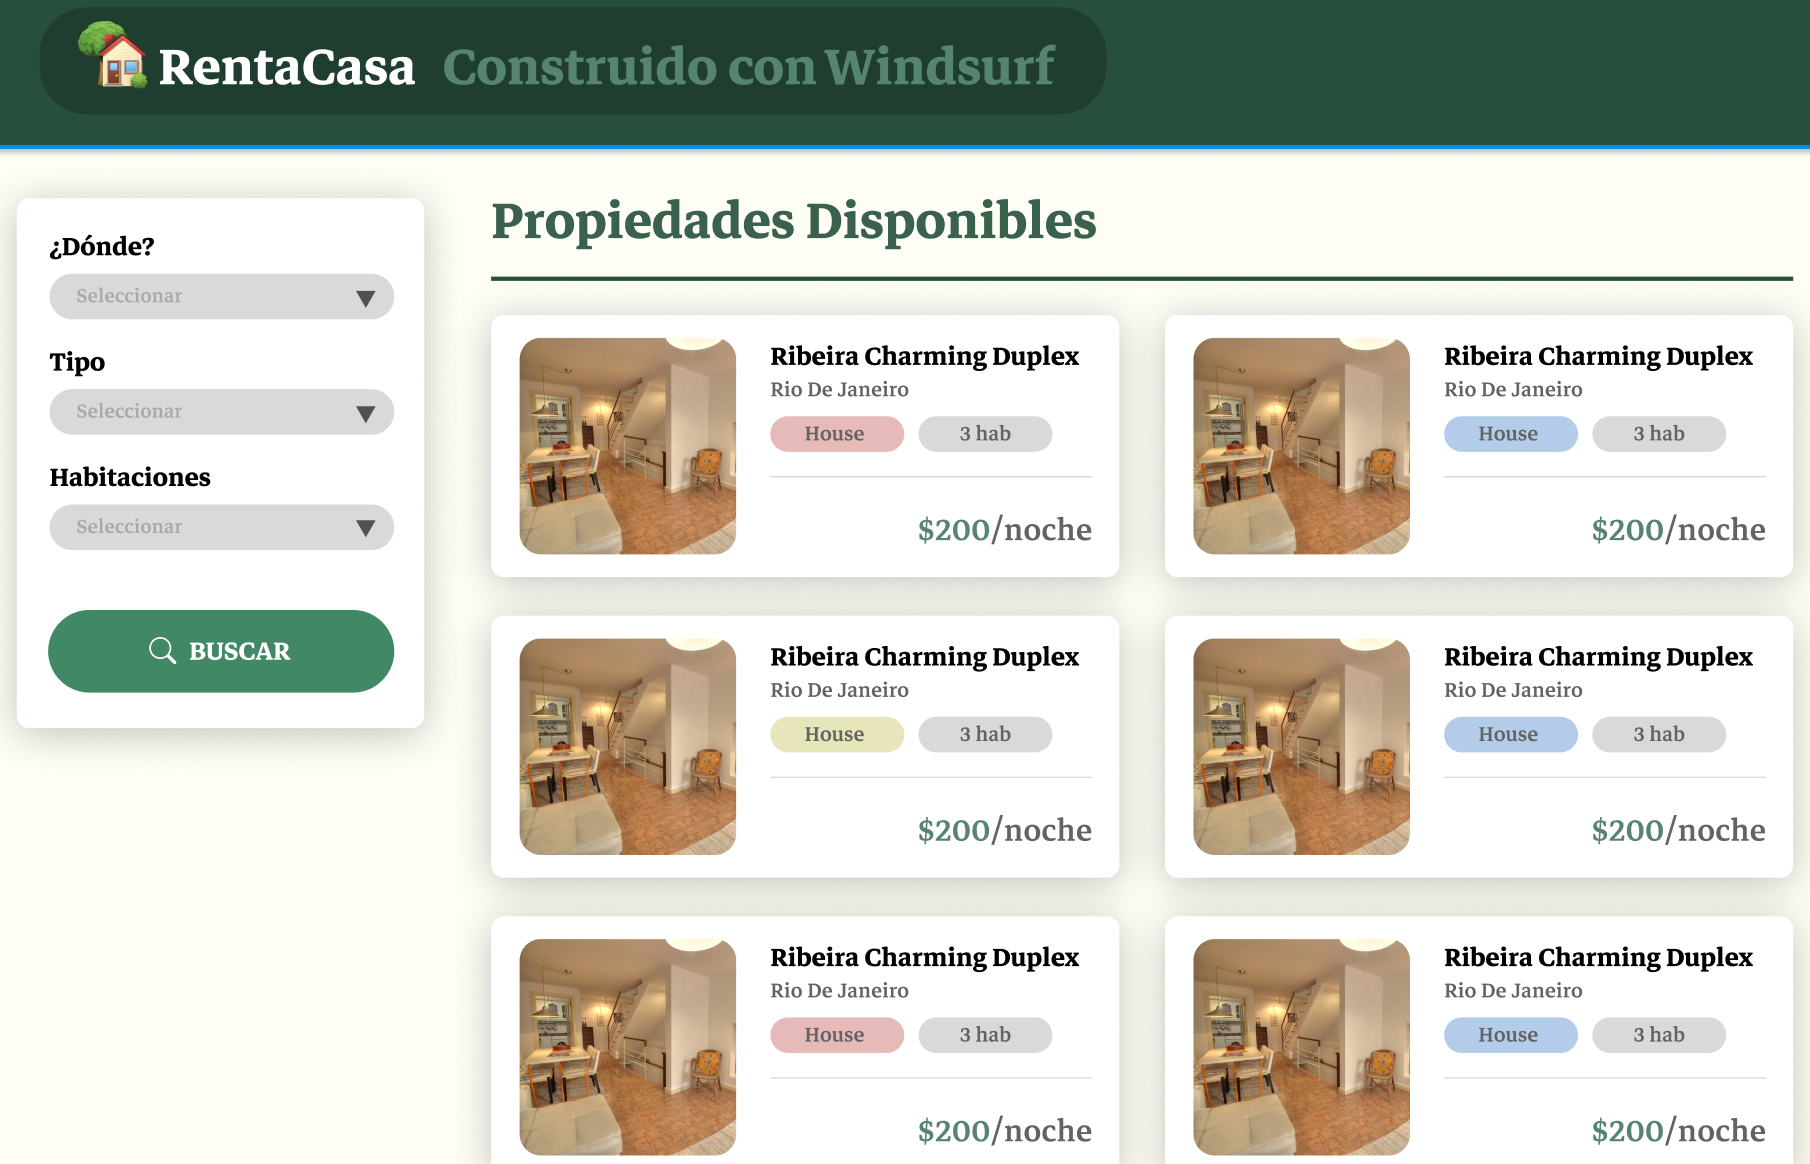 RentaCasa Construido con Windsurf
¿Dónde?
Seleccionar
Tipo
Seleccionar
Habitaciones
Seleccionar
BUSCAR
Propiedades Disponibles
Ribeira Charming Duplex
Rio De Janeiro
House 3 hab
$200/noche
Ribeira Charming Duplex
Rio De Janeiro
House 3 hab
$200/noche
Ribeira Charming Duplex
Rio De Janeiro
House 3 hab
$200/noche
Ribeira Charming Duplex
Rio De Janeiro
House 3 hab
$200/noche
Ribeira Charming Duplex
Rio De Janeiro
House 3 hab
$200/noche
Ribeira Charming Duplex
Rio De Janeiro
House 3 hab
$200/noche